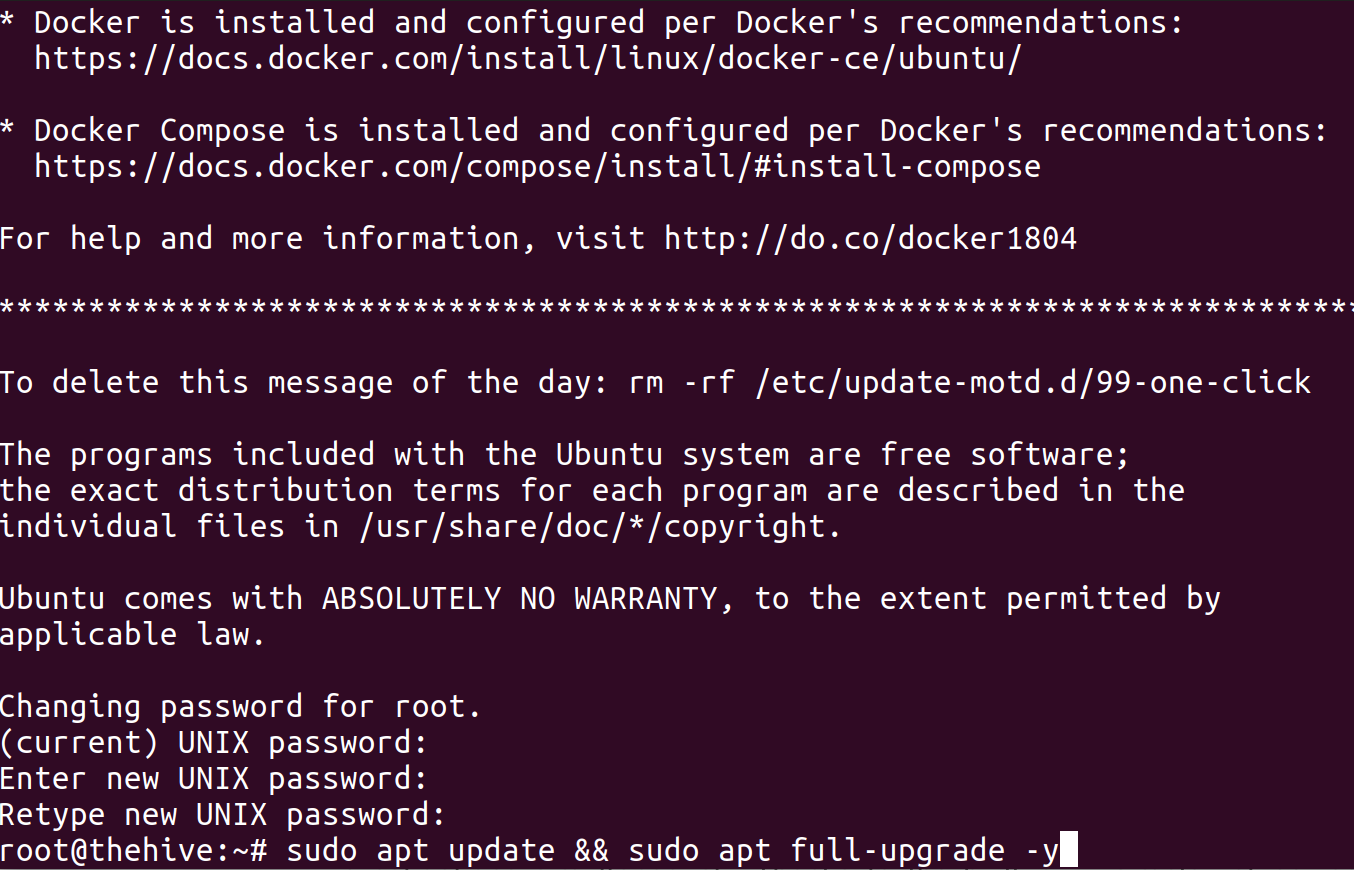 * Docker is installed and configured per Docker's recommendations:
https://docs.docker.com/install/linux/docker-ce/ubuntu/
* Docker Compose is installed and configured per Docker's recommendations:
https://docs.docker.com/compose/install/#install-compose
For help and more information, visit http://do.co/docker1804
****************************************************************************
To delete this message of the day: rm -rf /etc/update-motd.d/99-one-click
The programs included with the Ubuntu system are free software;
the exact distribution terms for each program are described in the
individual files in /usr/share/doc/*/copyright.
Ubuntu comes with ABSOLUTELY NO WARRANTY, to the extent permitted by
applicable law.
Changing password for root.
(current) UNIX password:
Enter new UNIX password:
Retype new UNIX password:
root@thehive:~# sudo apt update && sudo apt full-upgrade -y